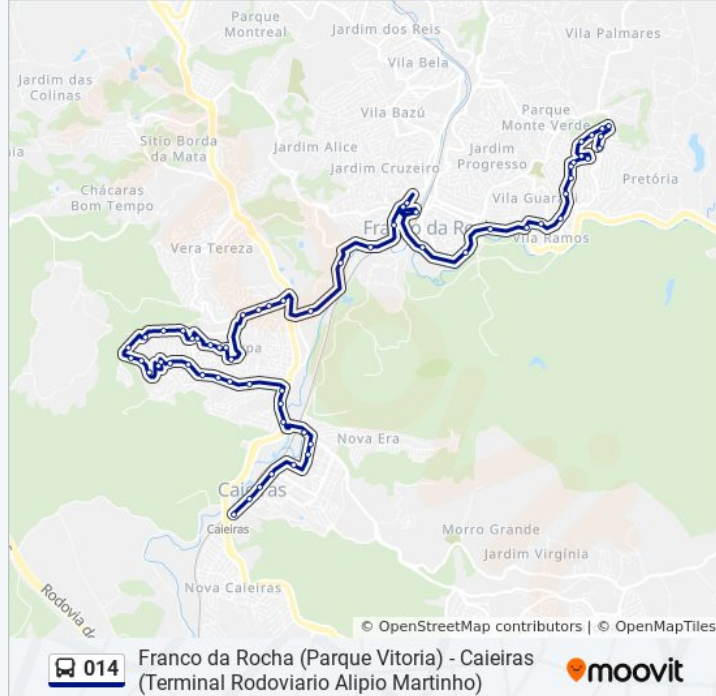 Parque
Montreal
Jardim dos Reis
Vila Palmares
Vila Bela
Jardim das
Colinas
Vila Bazú
Parque
Monte Verde
Sitio Borda
da Mata
Jardim Alice
Jardim
Progresso
Jardim Cruzeiro
Pretória
Chácaras
Bom Tempo
Vila Guarani
Vera Tereza
Vila Ramos
Nova Era
Caieiras
Caieiras
Morro Grande
Jardim Virgínia
Nova Caieiras
© OpenStreetMap contributors | © OpenMapTiles
014
Franco da Rocha (Parque Vitoria) - Caieiras
(Terminal Rodoviario Alipio Martinho)
moovit